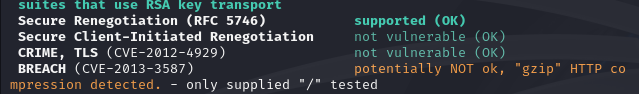 suites that use RSA key transport
Secure Renegotiation (RFC 5746) supported (OK)
Secure Client-Initiated Renegotiation not vulnerable (OK)
CRIME, TLS (CVE-2012-4929) not vulnerable (OK)
BREACH (CVE-2013-3587) potentially NOT ok, "gzip" HTTP co
mpression detected. - only supplied "/" tested